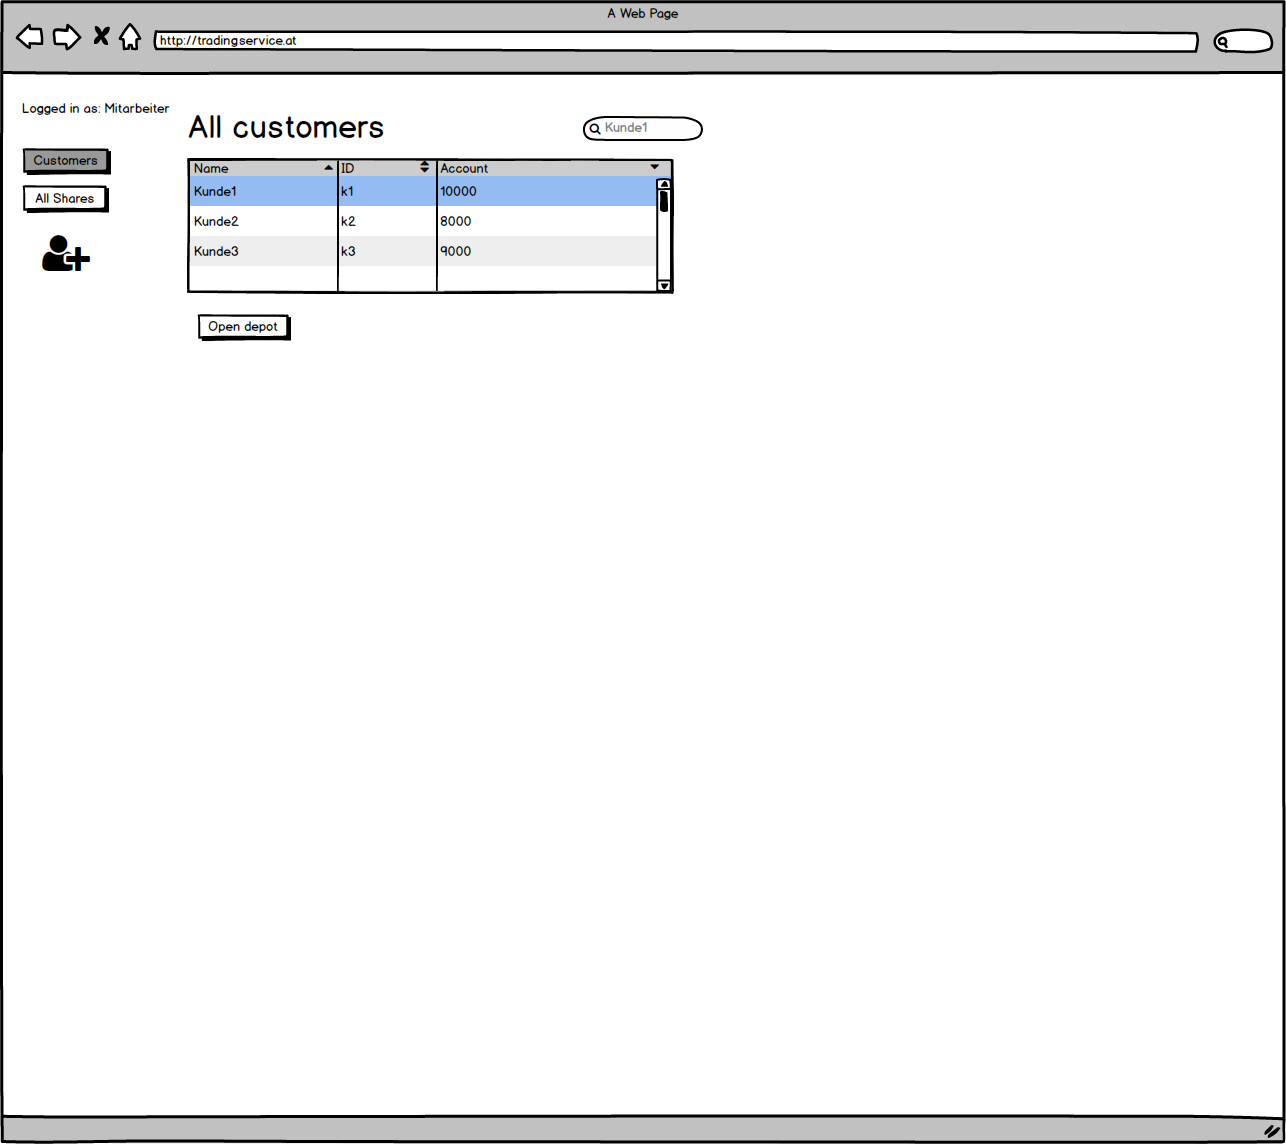 A Web Page
http://tradingservice.at
Logged in as: Mitarbeiter
All customers
Kunde1
Customers
All Shares
Name ID Account
Kunde1 k1 10000
Kunde2 k2 8000
Kunde3 k3 9000
Open depot